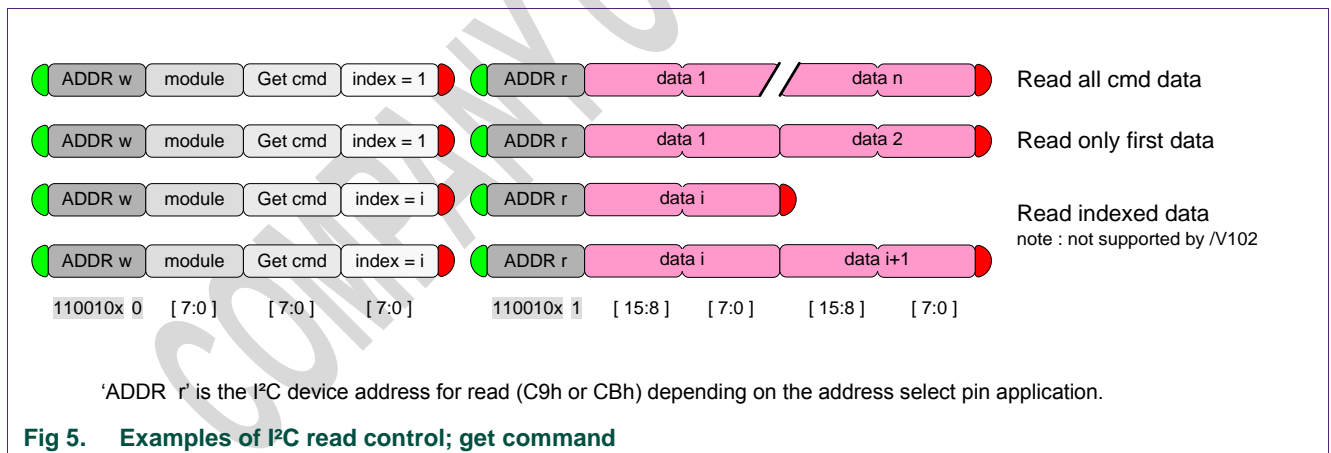 ADDR w module Get cmd index = 1 ADDR r data 1 data n Read all cmd data
ADDR w module Get cmd index = 1 ADDR r data 1 data 2 Read only first data
ADDR w module Get cmd index = i ADDR r data i
Read indexed data
note : not supported by /V102
ADDR w module Get cmd index = i ADDR r data i data i+1
110010x 0 [ 7:0 ] [ 7:0 ] [ 7:0 ] 110010x 1 [ 15:8 ] [ 7:0 ] [ 15:8 ] [ 7:0 ]
‘ADDR r’ is the I²C device address for read (C9h or CBh) depending on the address select pin application.
Fig 5. Examples of I²C read control; get command
COMPANY